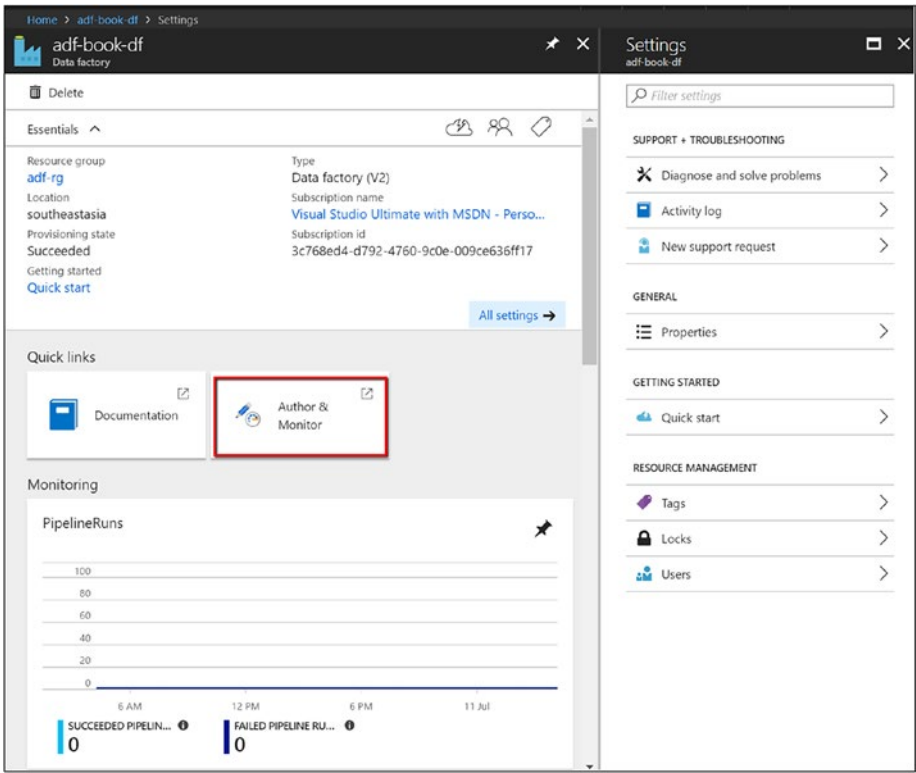 Home > adf-book-df > Settings
adf-book-df
Data factory
Delete
Essentials
Resource group
adf-rg
Location
southeastasia
Provisioning state
Succeeded
Getting started
Quick start
Type
Data factory (V2)
Subscription name
Visual Studio Ultimate with MSDN - Perso...
Subscription id
3c768ed4-d792-4760-9c0e-009ce636ff17
All settings →
Quick links
Documentation
Author &
Monitor
Monitoring
PipelineRuns
100
80
60
40
20
0
6 AM 12 PM 6 PM 11 Jul
SUCCEEDED PIPELIN...
0
FAILED PIPELINE RU...
0
Settings
adf-book-df
Filter settings
SUPPORT + TROUBLESHOOTING
Diagnose and solve problems
Activity log
New support request
GENERAL
Properties
GETTING STARTED
Quick start
RESOURCE MANAGEMENT
Tags
Locks
Users